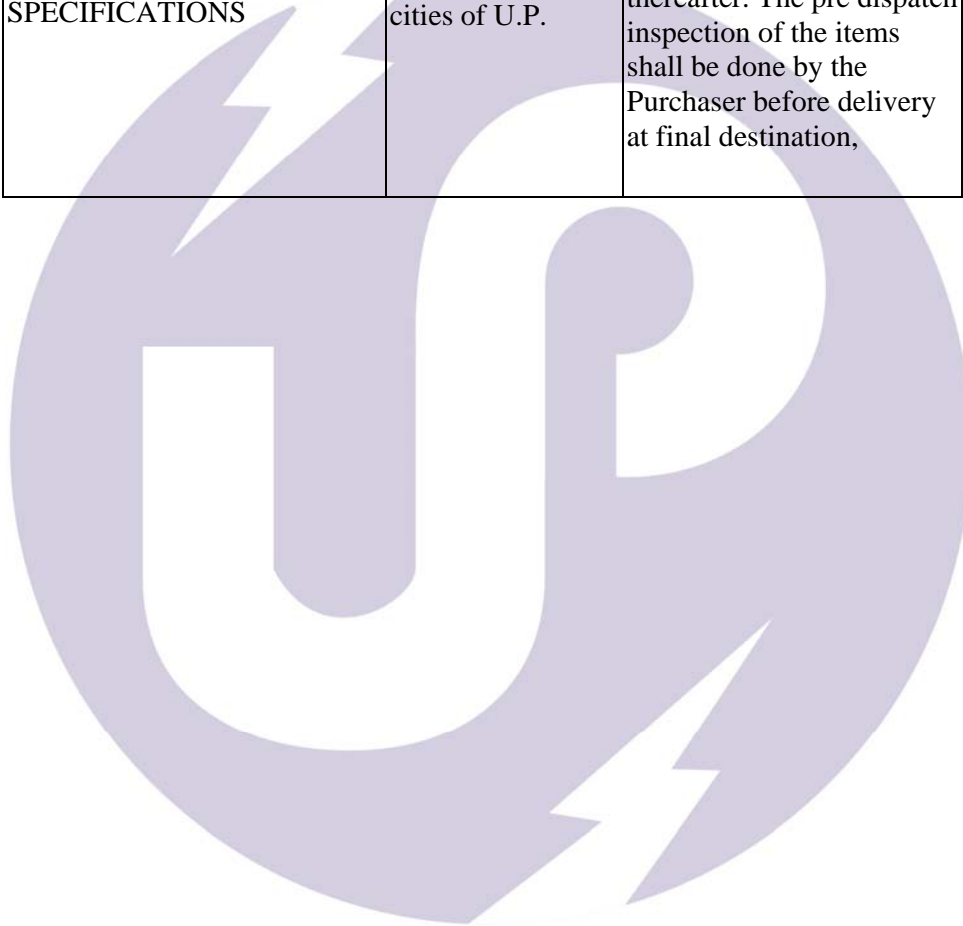 SPECIFICATIONS
cities of U.P.
thereafter. The pre dispatch
inspection of the items
shall be done by the
Purchaser before delivery
at final destination,
UP